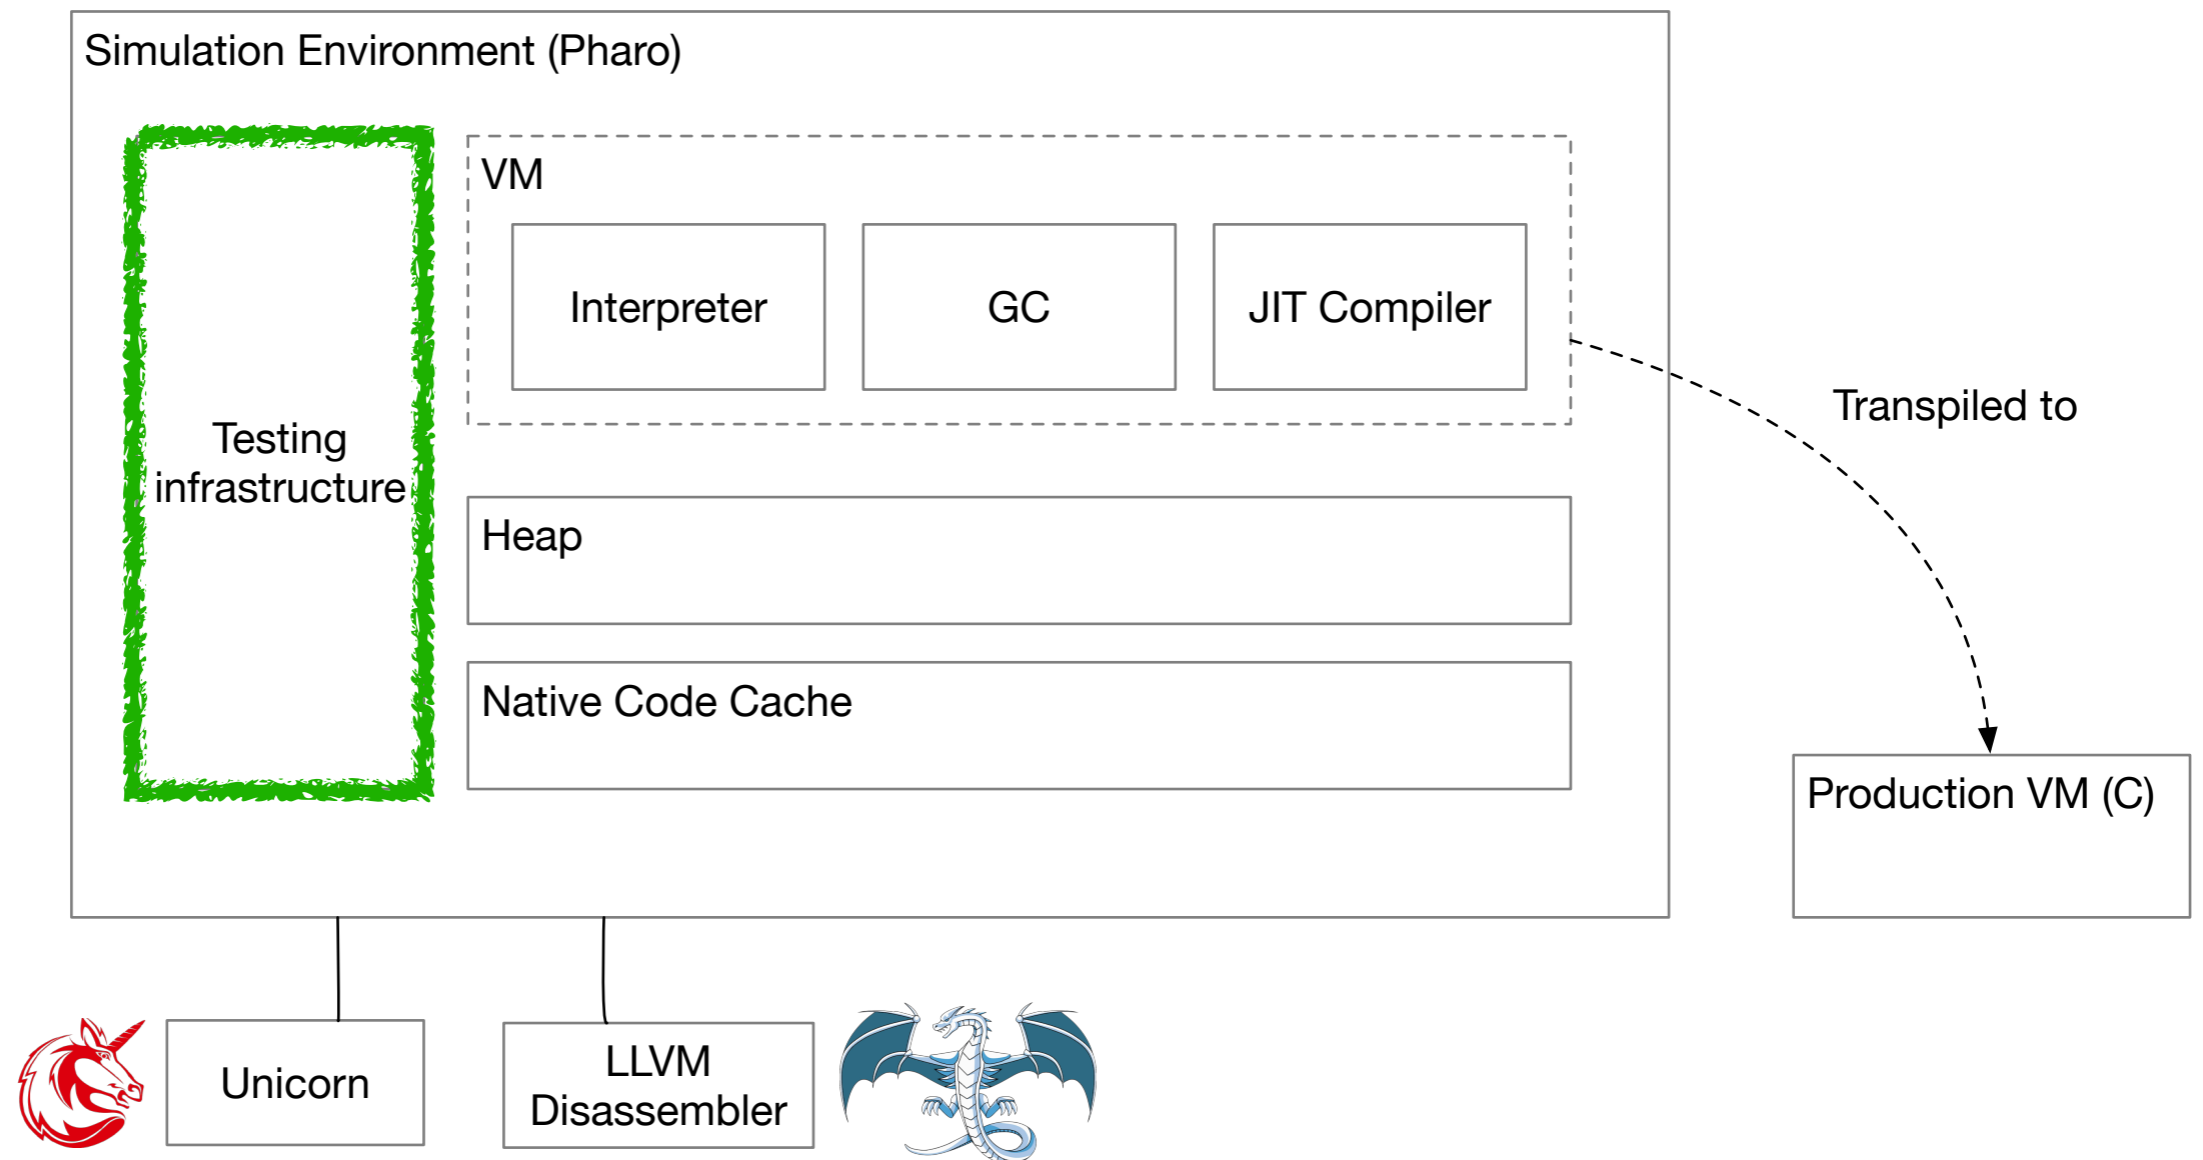 Simulation Environment (Pharo)
VM
Interpreter
GC
JIT Compiler
Testing
infrastructure
Transpiled to
Heap
Native Code Cache
Production VM (C)
Unicorn
LLVM
Disassembler